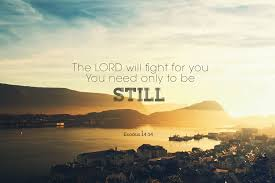 The LORD will fight for you
You need only to be
STILL
Exodus 14:14